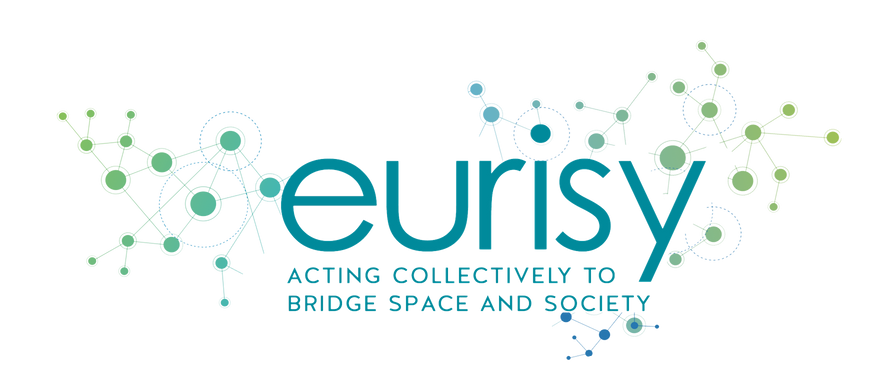 eurisy
ACTING COLLECTIVELY TO
BRIDGE SPACE AND SOCIETY